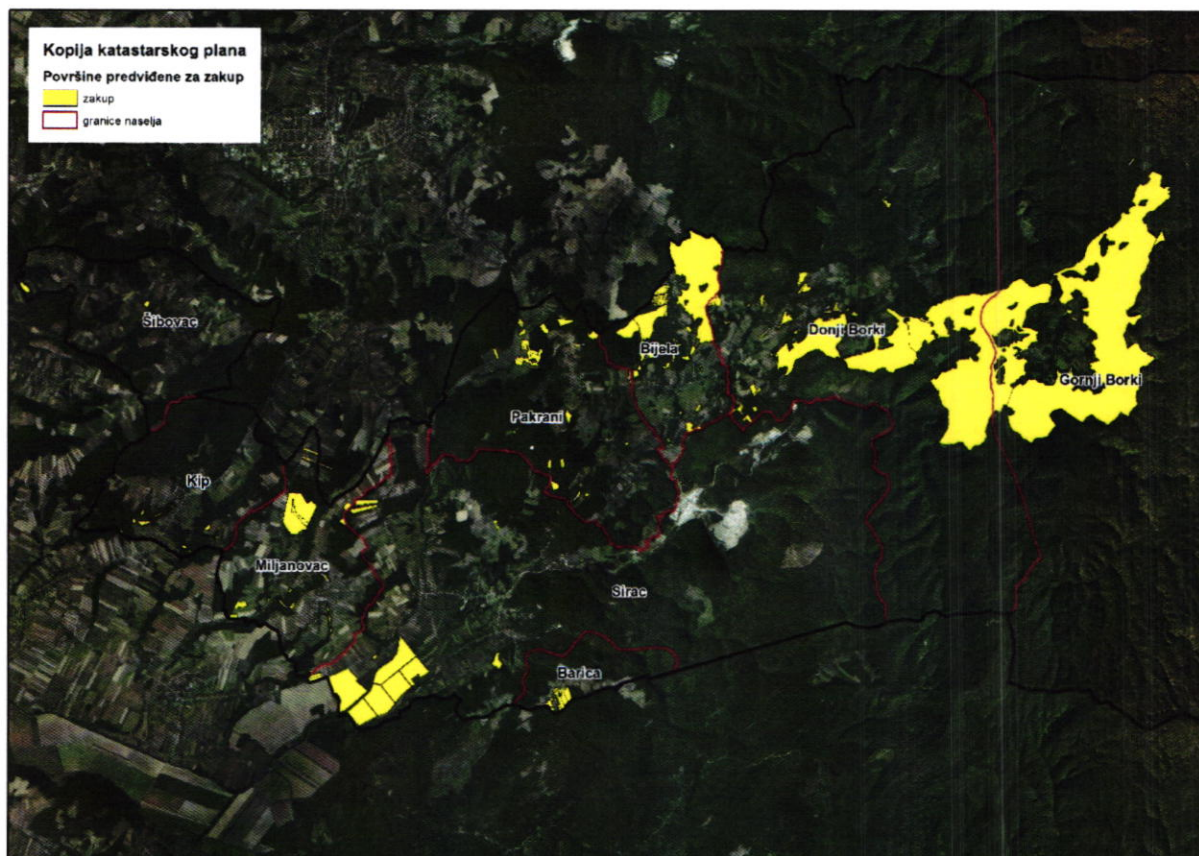 Kopija katastarskog plana
Površine predviđene za zakup
zakup
granice naselja
Šibovac
Donji Borki
Bijela
Gornji Borki
Pakrani
Kip
Miljanovac
Sirac
Barica